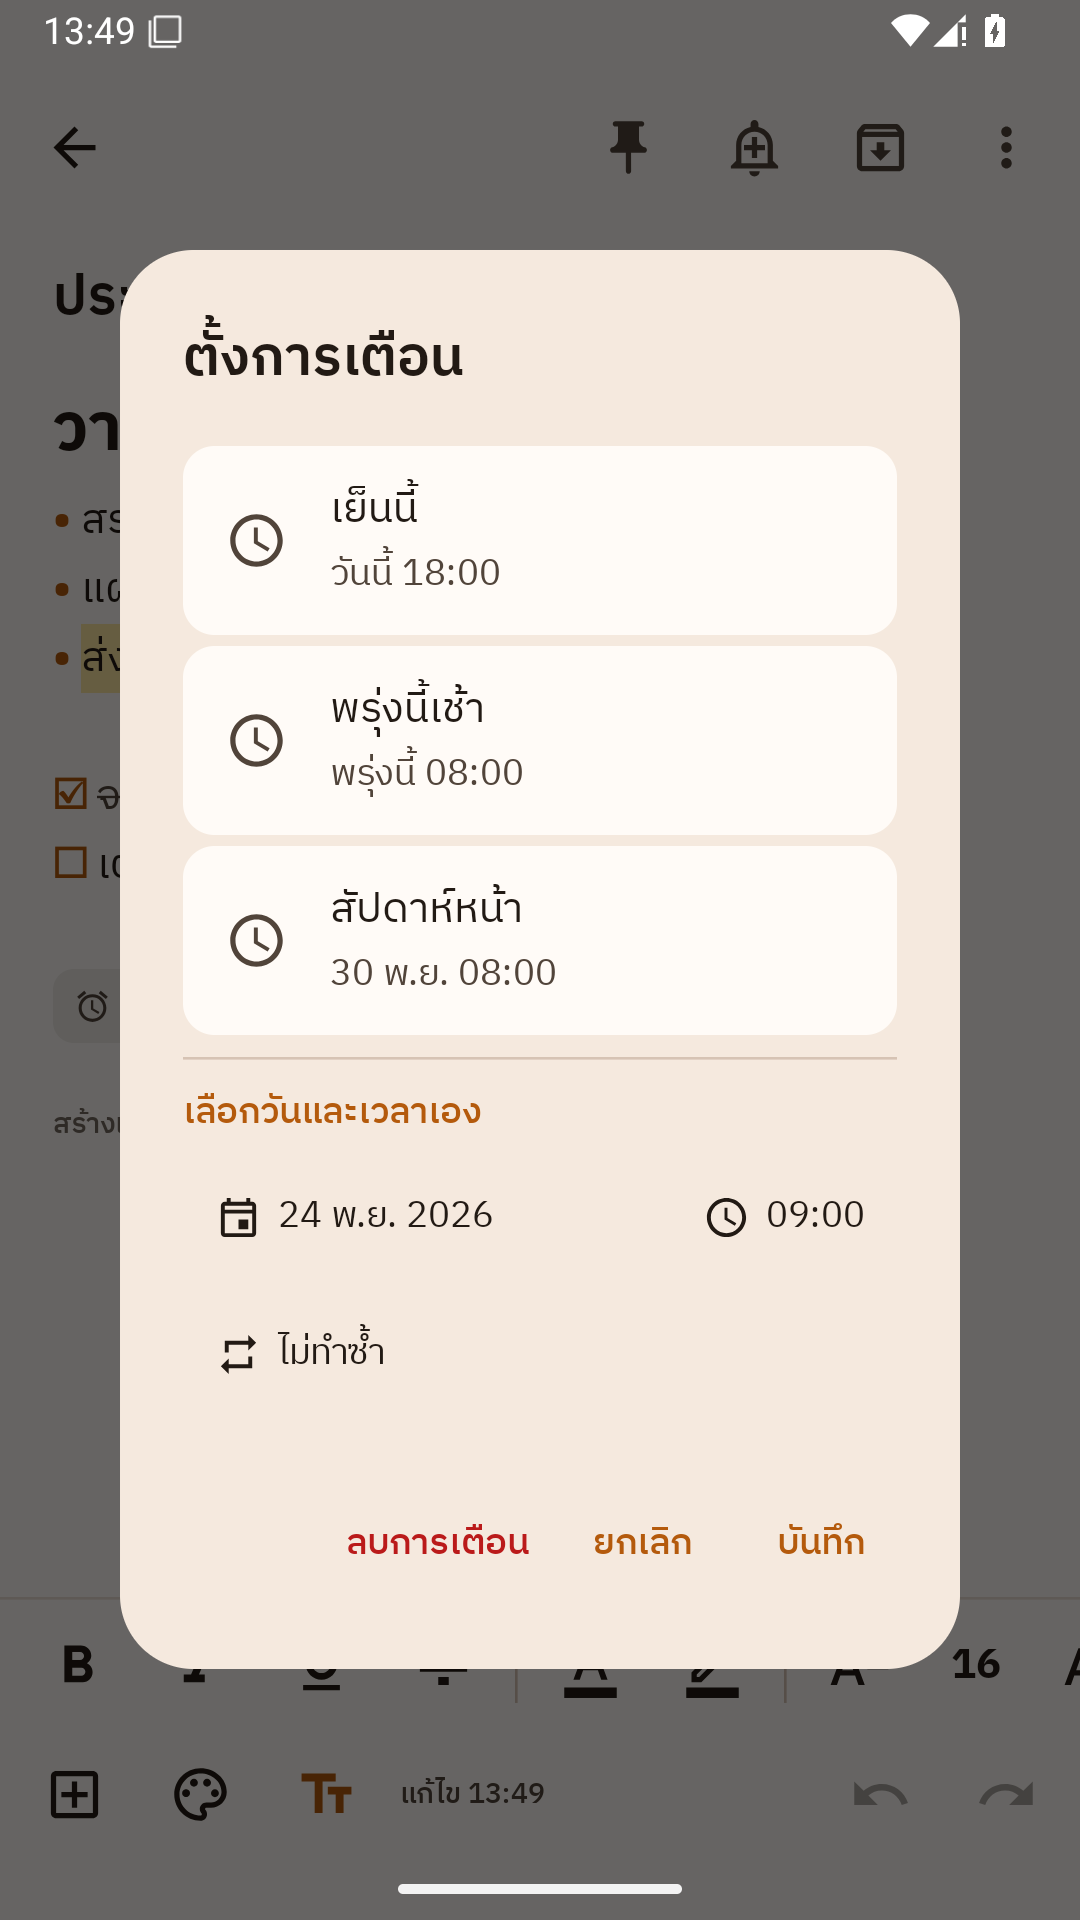 13:49
ตั้งการเตือน
เย็นนี้
วันนี้ 18:00
พรุ่งนี้เช้า
พรุ่งนี้ 08:00
สัปดาห์หน้า
30 พ.ย. 08:00
เลือกวันและเวลาเอง
24 พ.ย. 2026
09:00
ไม่ทำซ้ำ
ลบการเตือน
ยกเลิก
บันทึก
B
16
แก้ไข 13:49